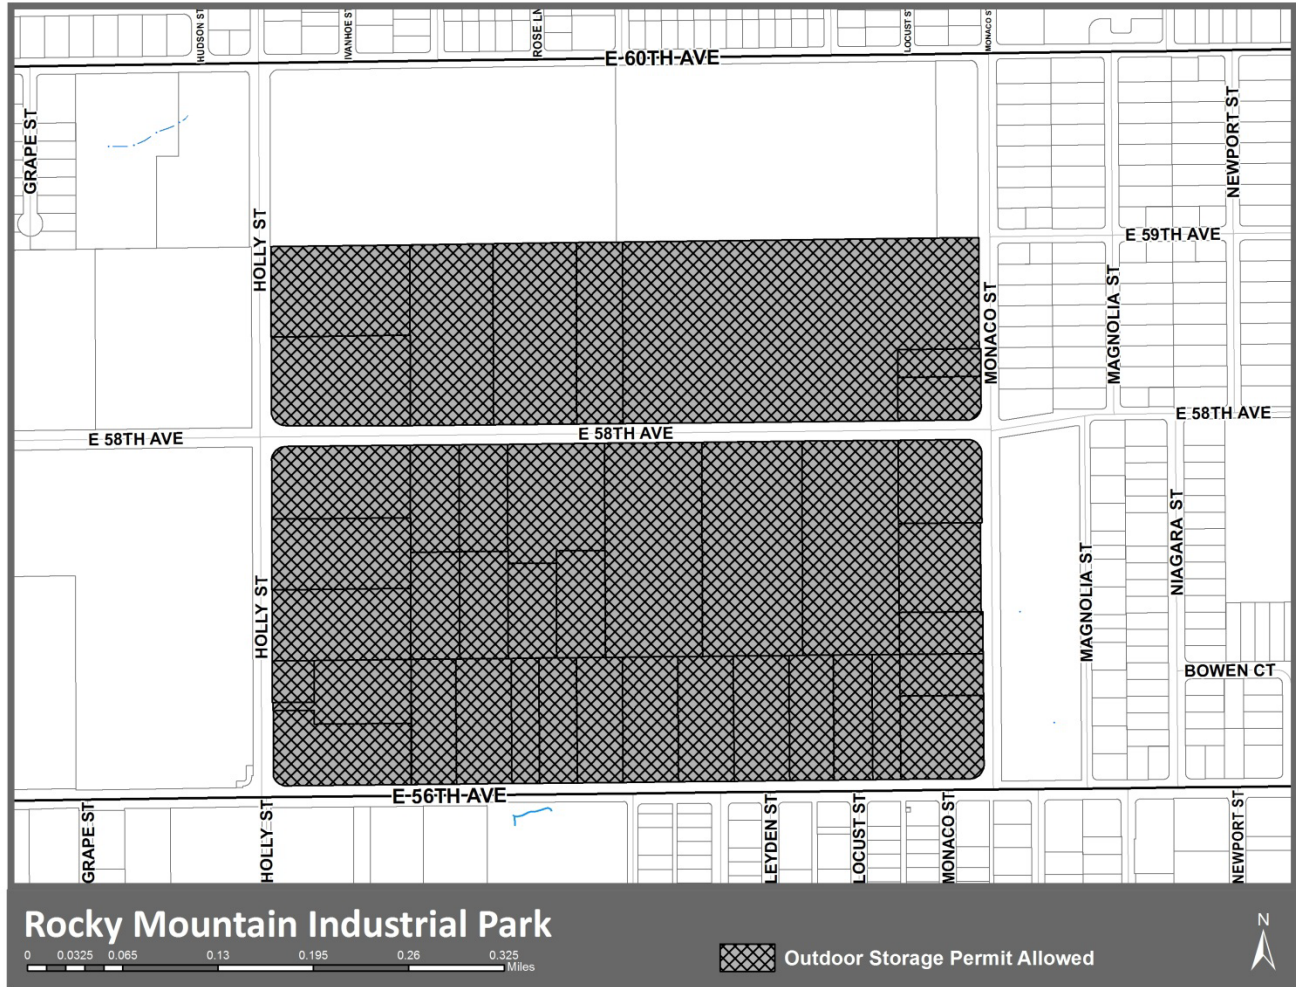 HUDSON ST
IVANHOE ST
ROSE LN
LOCUST ST
MONACO ST
E 60TH AVE
GRAPE ST
NEWPORT ST
HOLLY ST
E 59TH AVE
MONACO ST
MAGNOLIA ST
E 58TH AVE
E 58TH AVE
E 58TH AVE
HOLLY ST
MAGNOLIA ST
NIAGARA ST
BOWEN CT
E 56TH AVE
GRAPE ST
HOLLY ST
LEYDEN ST
LOCUST ST
MONACO ST
NEWPORT ST
Rocky Mountain Industrial Park
0 0.0325 0.065 0.13 0.195 0.26 0.325
Miles
Outdoor Storage Permit Allowed
N